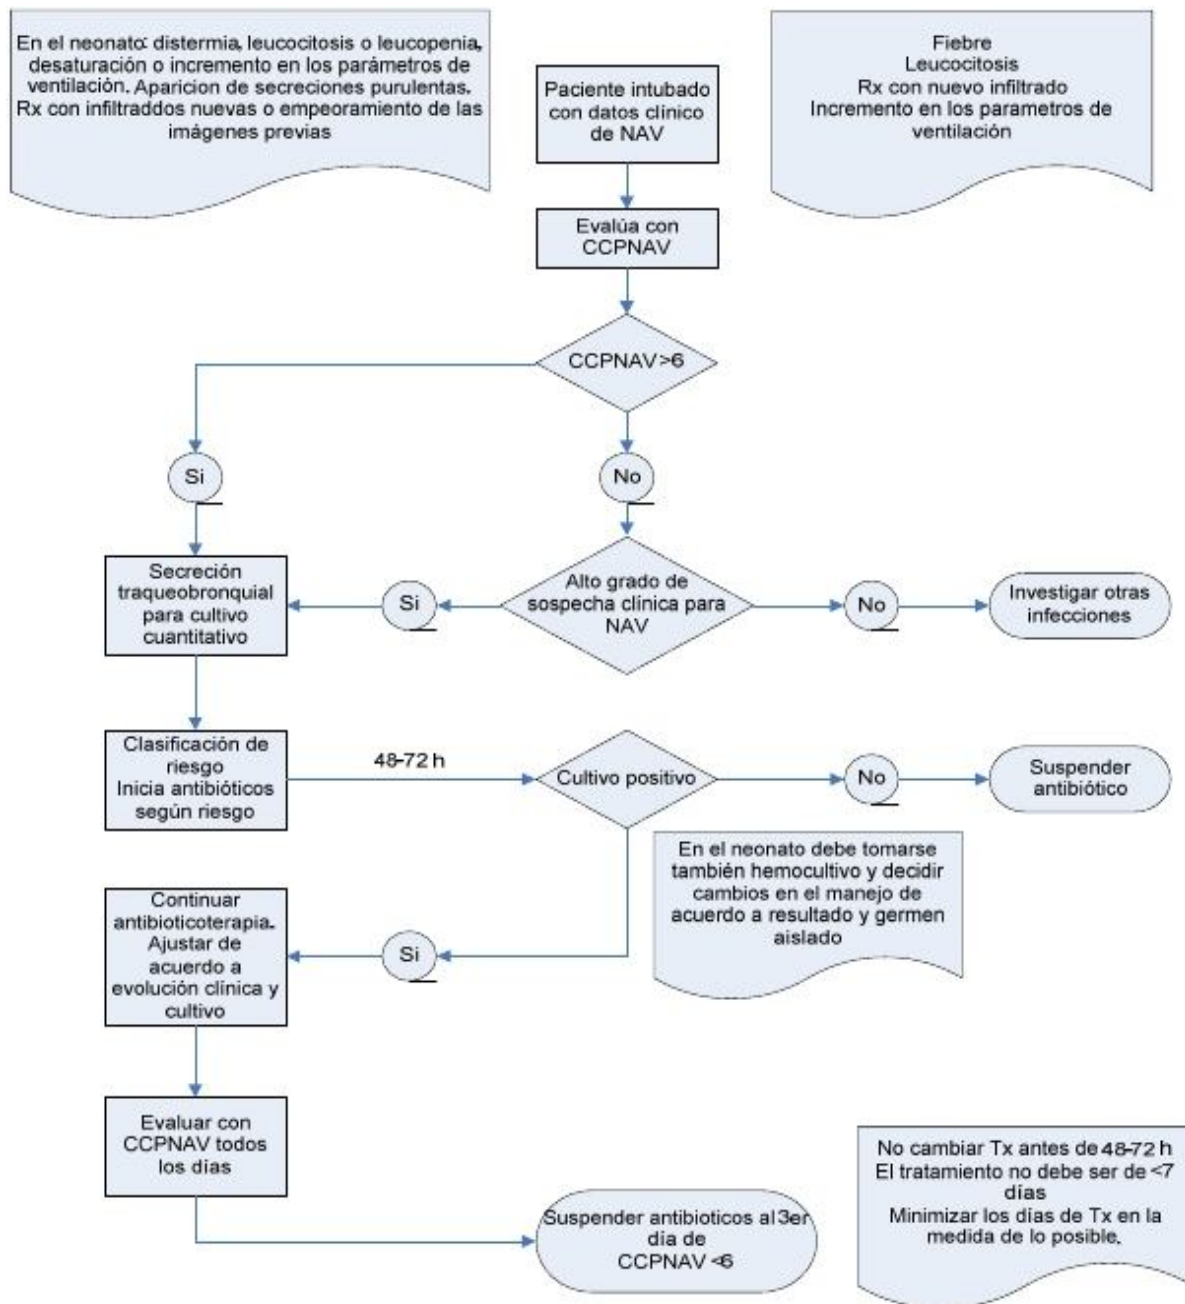 En el neonato: distermia, leucocitosis o leucopenia,
desaturación o incremento en los parámetros de
ventilación. Aparicion de secreciones purulentas.
Rx con infiltraddos nuevas o empeoramiento de las
imágenes previas
Paciente intubado
con datos clínico
de NAV
Fiebre
Leucocitosis
Rx con nuevo infiltrado
Incremento en los parametros de
ventilación
Evalúa con
CCPNAV
CCPNAV >6
Si
No
Secreción
traqueobronquial
para cultivo
cuantitativo
Si
Alto grado de
sospecha clínica para
NAV
No
Investigar otras
infecciones
Clasificación de
riesgo
Inicia antibióticos
según riesgo
48-72 h
Cultivo positivo
No
Suspender
antibiótico
En el neonato debe tomarse
también hemocultivo y decidir
cambios en el manejo de
acuerdo a resultado y germen
aislado
Continuar
antibioticoterapia.
Ajustar de
acuerdo a
evolución clínica y
cultivo
Si
Evaluar con
CCPNAV todos
los días
Suspender antibioticos al 3er
día de
CCPNAV <6
No cambiar Tx antes de 48-72 h
El tratamiento no debe ser de <7
días
Minimizar los días de Tx en la
medida de lo posible.